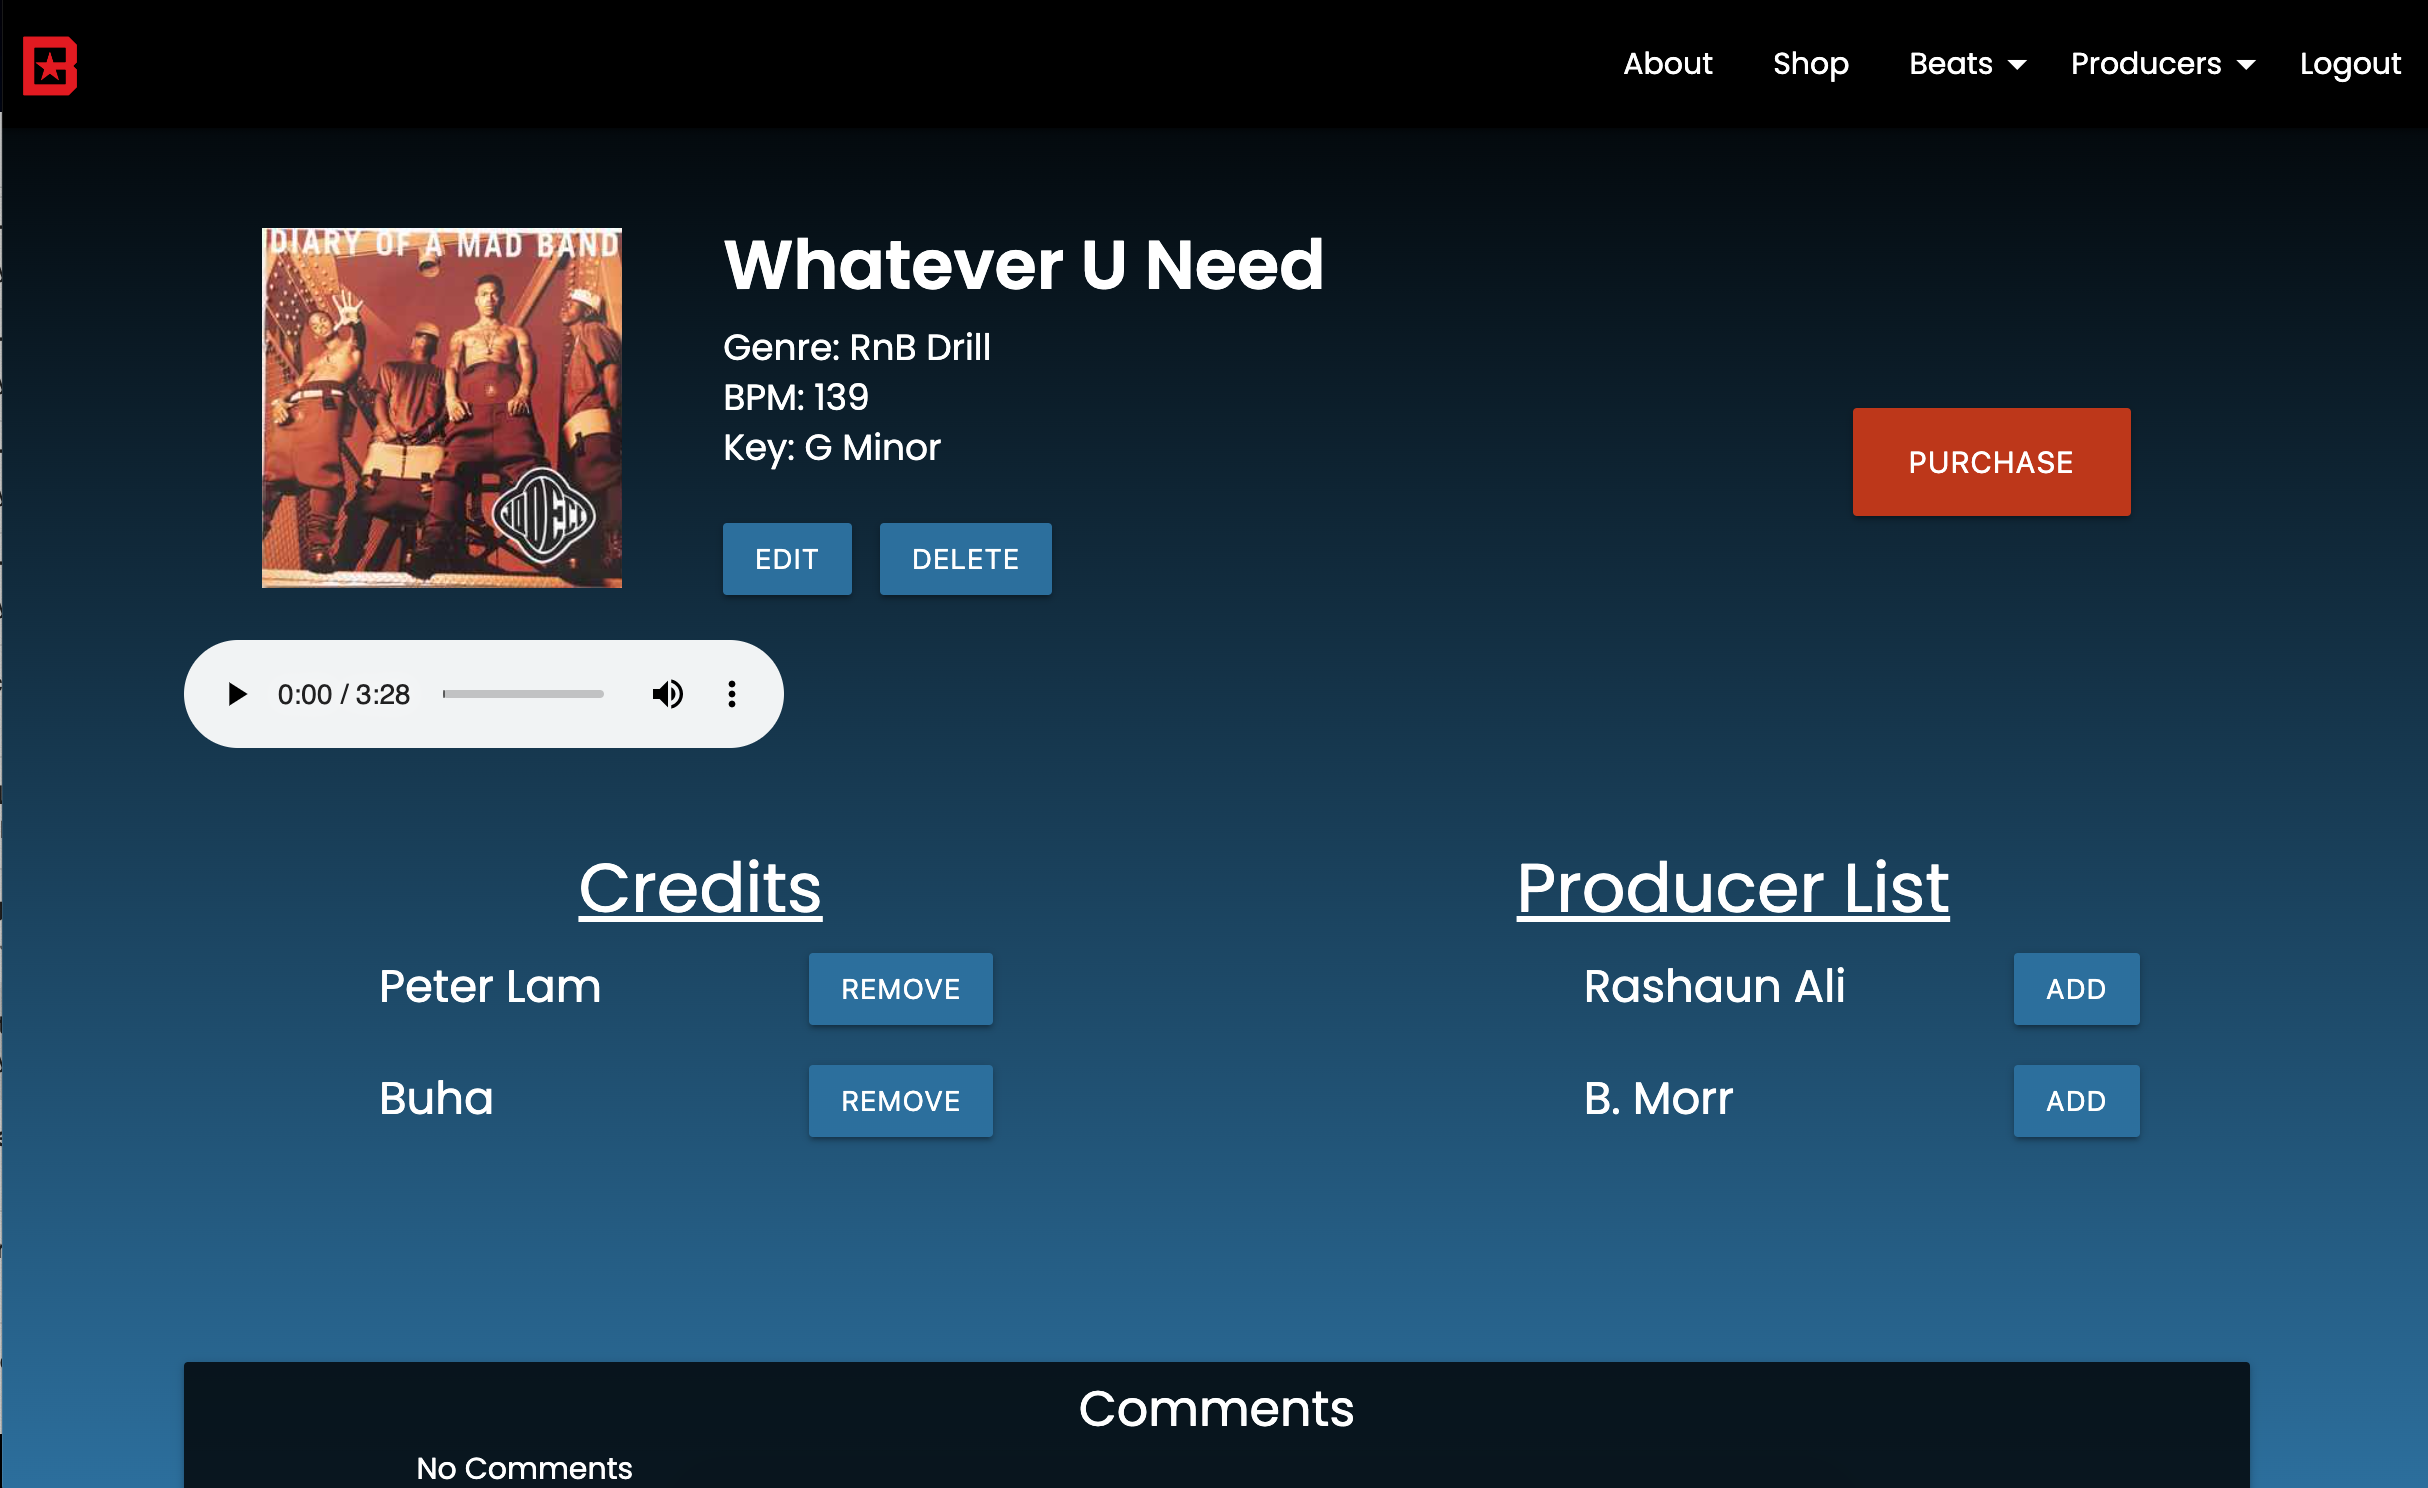 About Shop Beats Producers Logout
DIARY OF A MAD BAND
JODECI
Whatever U Need
Genre: RnB Drill
BPM: 139
Key: G Minor
EDIT DELETE
PURCHASE
0:00 / 3:28
Credits
Peter Lam REMOVE
Buha REMOVE
Producer List
Rashaun Ali ADD
B. Morr ADD
Comments
No Comments